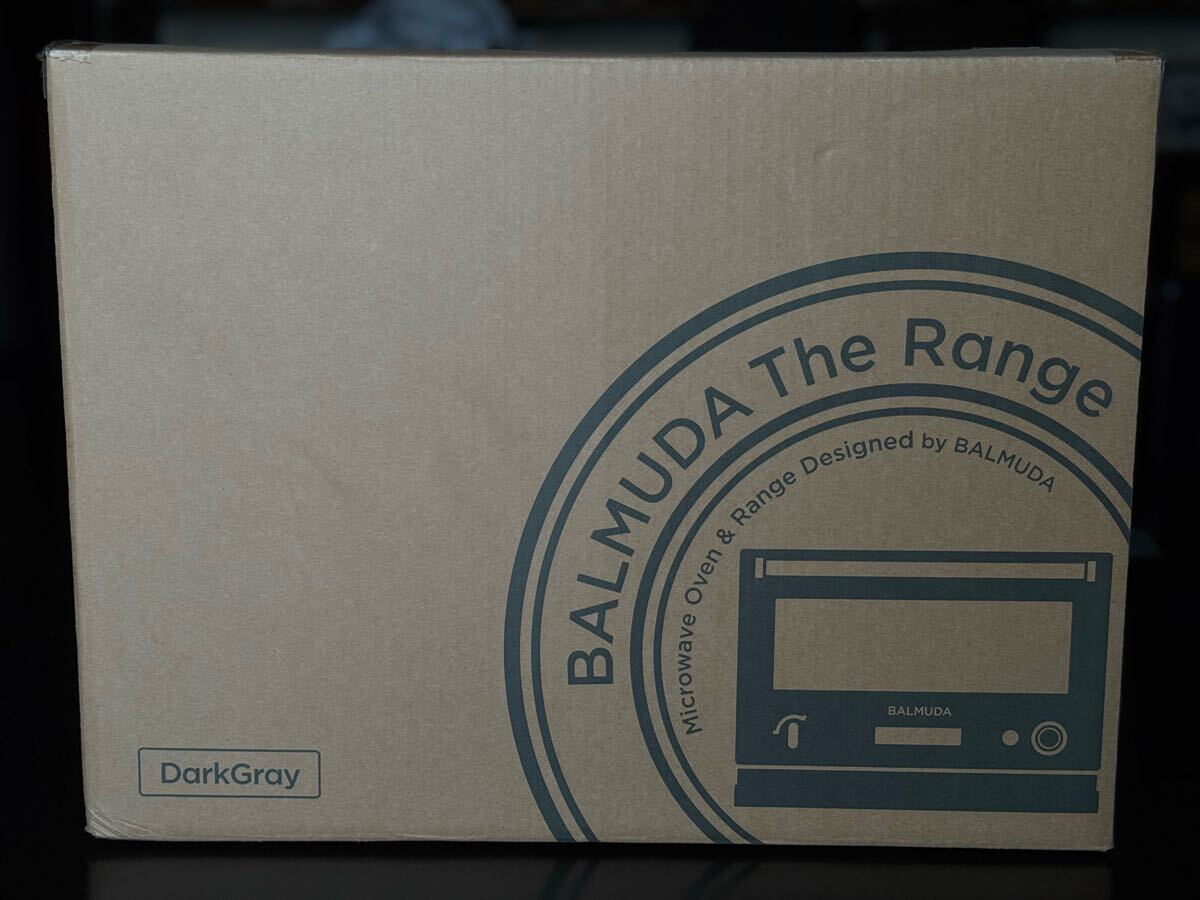 BALMUDA The Range
Microwave Oven & Range Designed by BALMUDA
BALMUDA
DarkGray